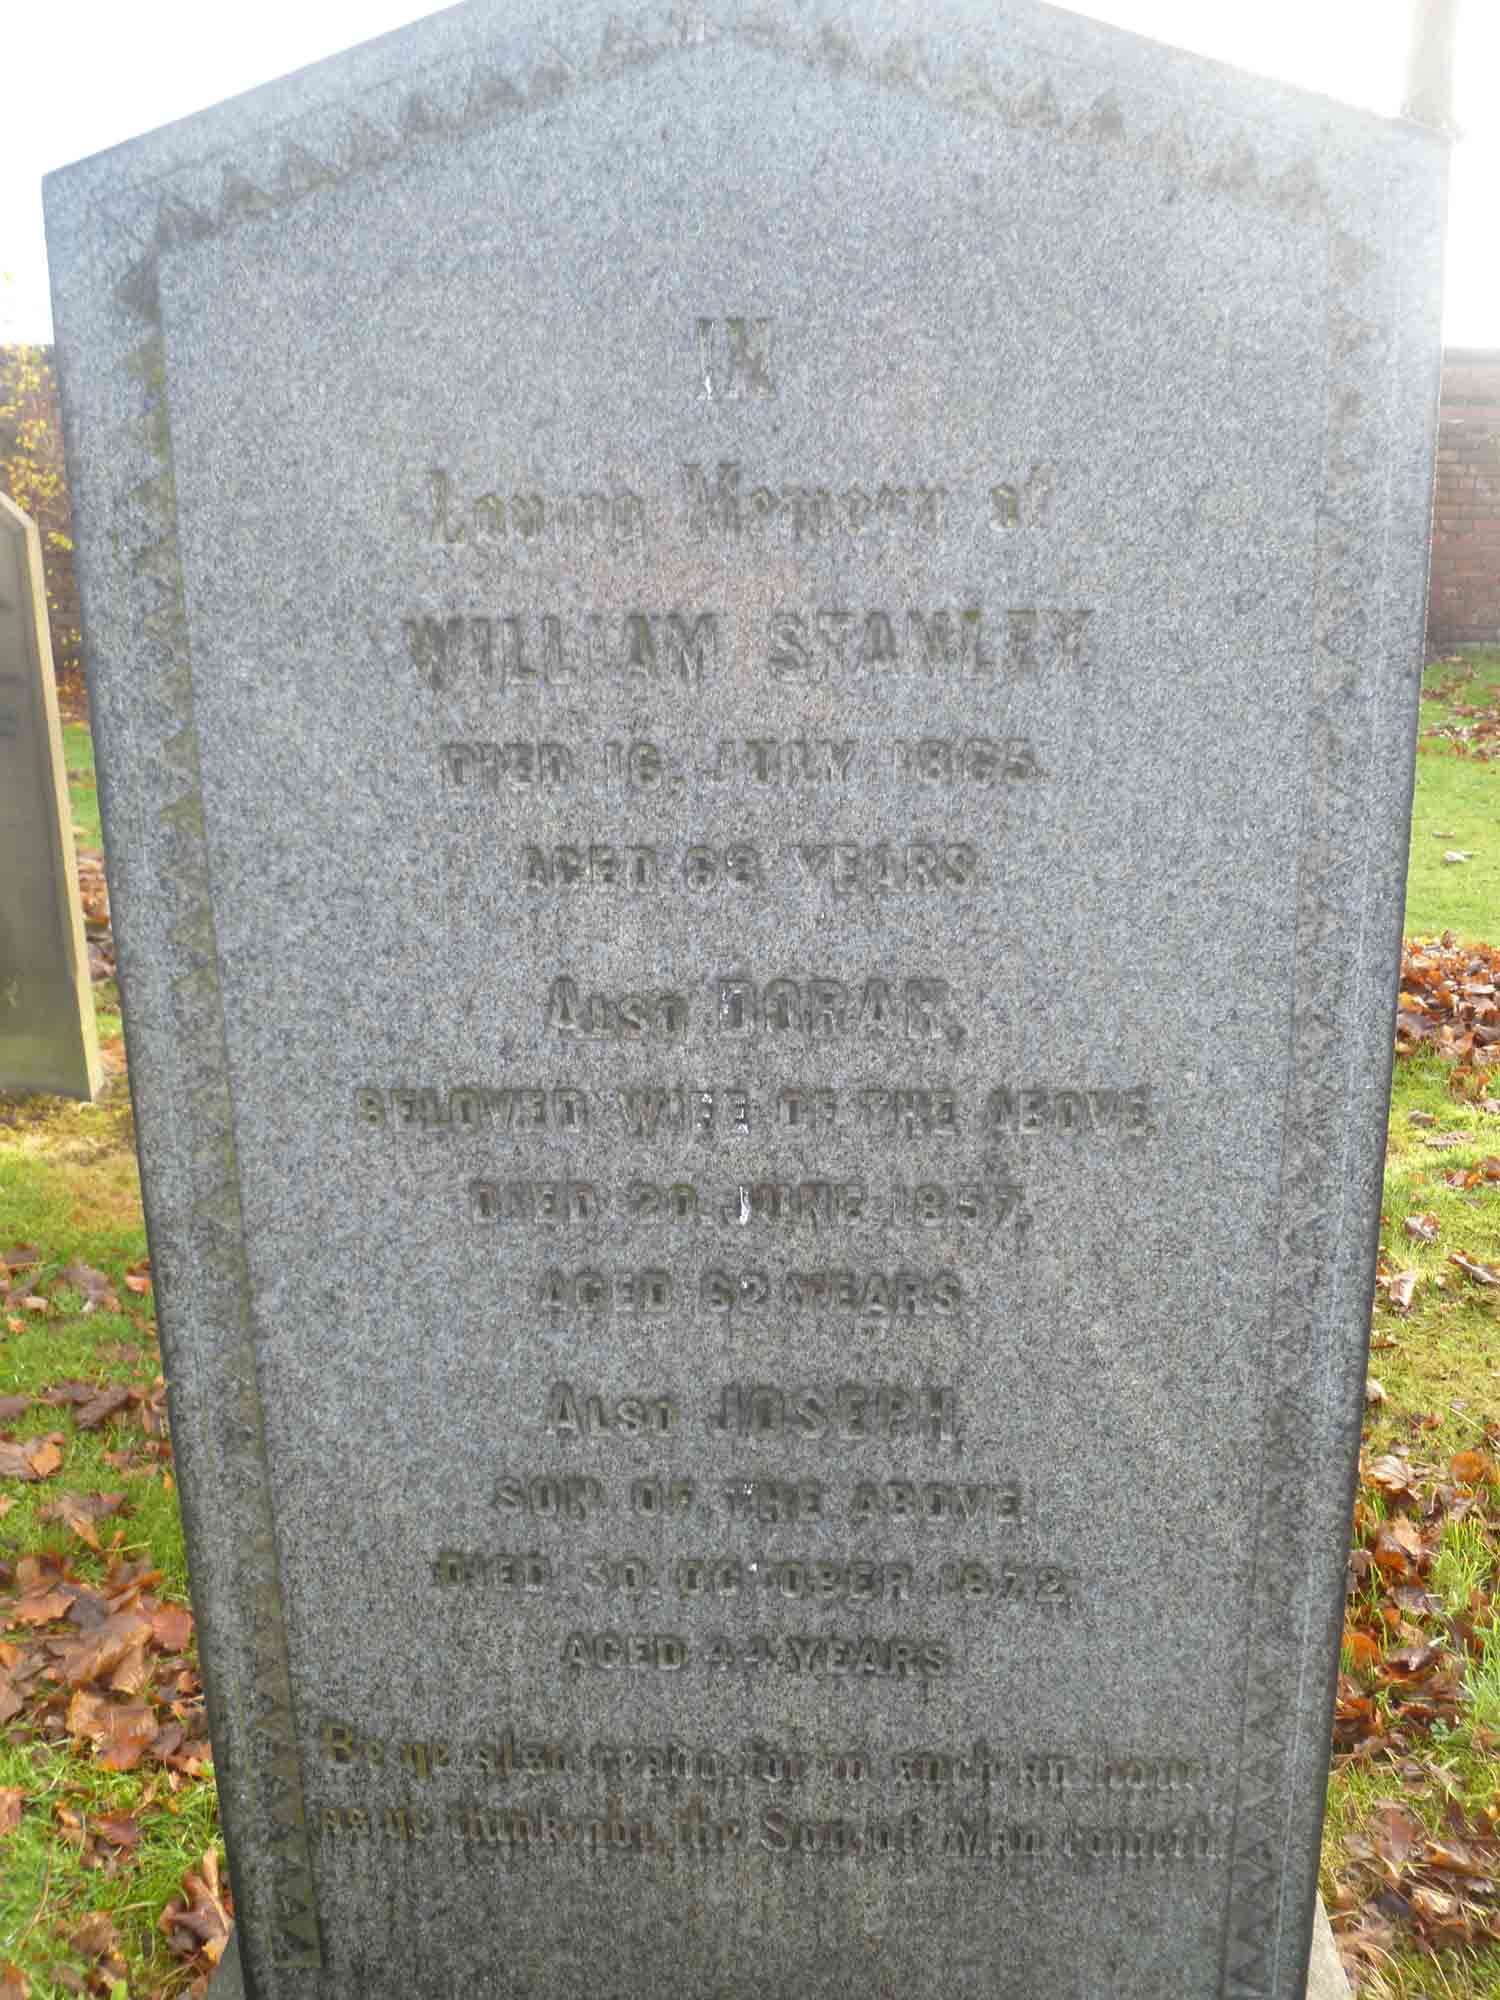 IN
Loving Memory of
WILLIAM STANLEY
DIED 16. JULY. 1865.
AGED 63 YEARS.
ALSO DORAH,
BELOVED WIFE OF THE ABOVE,
DIED 20. JUNE. 1857,
AGED 62 YEARS.
ALSO JOSEPH,
SON OF THE ABOVE.
DIED 30. OCTOBER 1872,
AGED 44 YEARS.
Be ye also ready, for in such an hour
as ye think not, the Son of Man cometh.